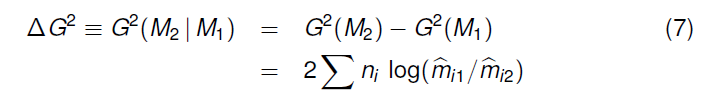 ΔG² ≡ G²(M₂ | M₁) = G²(M₂) − G²(M₁) (7)
= 2 ∑ nᵢ log(m̂ᵢ₁/m̂ᵢ₂)